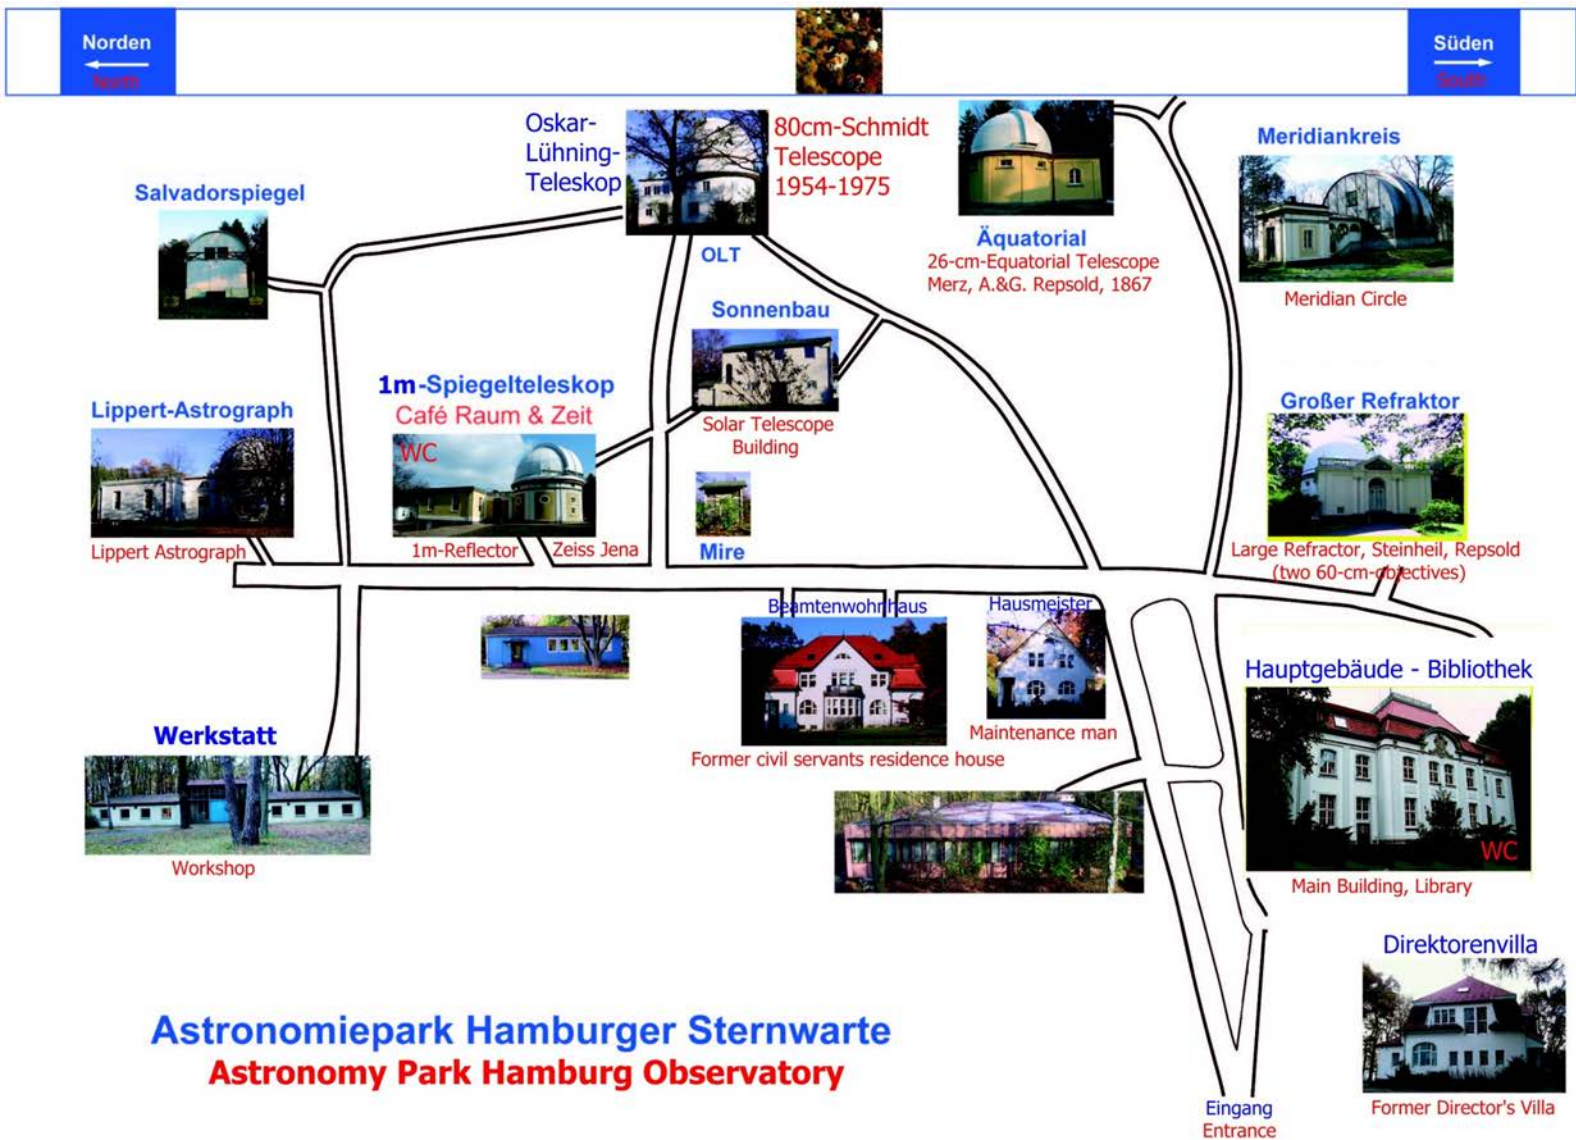 Norden
North
Süden
South
Oskar-
Lühning-
Teleskop
80cm-Schmidt
Telescope
1954-1975
OLT
Äquatorial
26-cm-Equatorial Telescope
Merz, A.&G. Repsold, 1867
Meridiankreis
Meridian Circle
Salvadorspiegel
Sonnenbau
Solar Telescope
Building
1m-Spiegelteleskop
Café Raum & Zeit
WC
1m-Reflector
Zeiss Jena
Lippert-Astrograph
Lippert Astrograph
Mire
Großer Refraktor
Large Refractor, Steinheil, Repsold
(two 60-cm-objectives)
Beamtenwohnhaus
Former civil servants residence house
Hausmeister
Maintenance man
Hauptgebäude - Bibliothek
WC
Main Building, Library
Werkstatt
Workshop
Direktorenvilla
Former Director's Villa
Astronomiepark Hamburger Sternwarte
Astronomy Park Hamburg Observatory
Eingang
Entrance